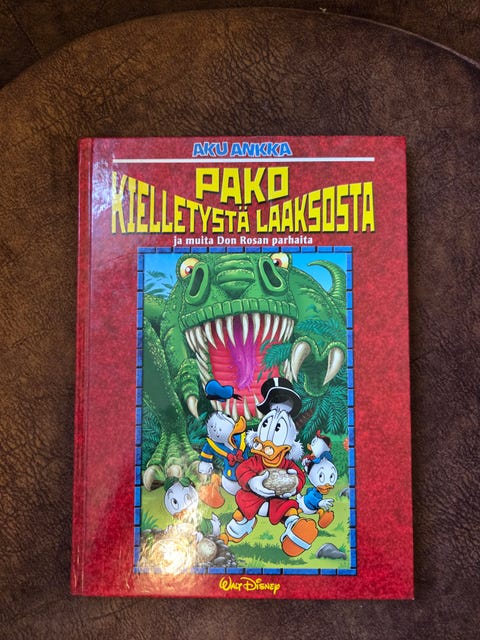 AKU ANKKA
PAKO
KIELLETYSTÄ LAAKSOSTA
ja muita Don Rosan parhaita
WALT DISNEY